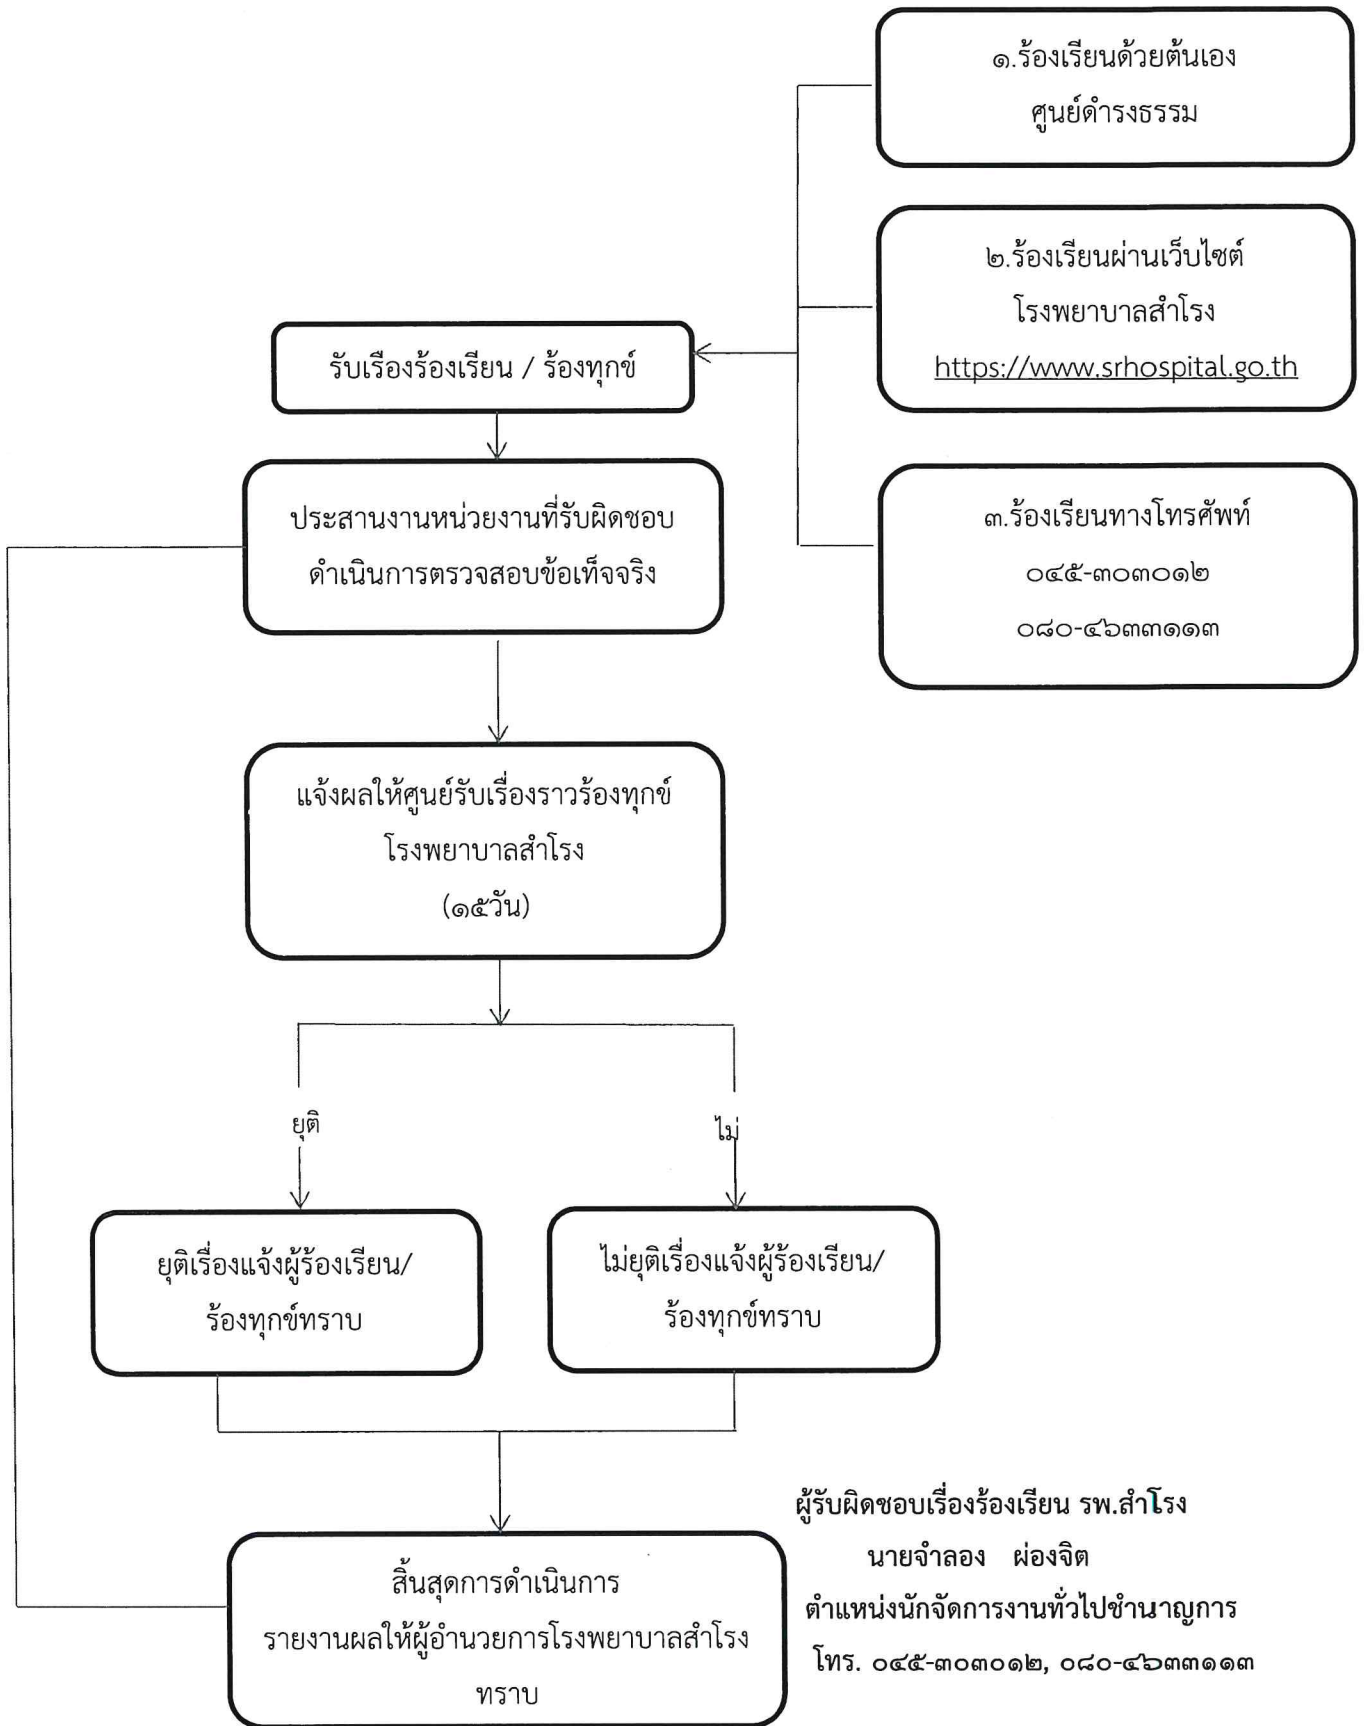 ๑.ร้องเรียนด้วยตนเอง
ศูนย์ดำรงธรรม
๒.ร้องเรียนผ่านเว็บไซต์
โรงพยาบาลสำโรง
https://www.srhospital.go.th
รับเรื่องร้องเรียน / ร้องทุกข์
๓.ร้องเรียนทางโทรศัพท์
๐๔๕-๓๐๓๐๑๒
๐๘๐-๔๖๓๓๑๑๓
ประสานงานหน่วยงานที่รับผิดชอบ
ดำเนินการตรวจสอบข้อเท็จจริง
แจ้งผลให้ศูนย์รับเรื่องราวร้องทุกข์
โรงพยาบาลสำโรง
(๑๕วัน)
ยุติ
ไม่
ยุติเรื่องแจ้งผู้ร้องเรียน/
ร้องทุกข์ทราบ
ไม่ยุติเรื่องแจ้งผู้ร้องเรียน/
ร้องทุกข์ทราบ
สิ้นสุดการดำเนินการ
รายงานผลให้ผู้อำนวยการโรงพยาบาลสำโรง
ทราบ
ผู้รับผิดชอบเรื่องร้องเรียน รพ.สำโรง
นายจำลอง ผ่องจิต
ตำแหน่งนักจัดการงานทั่วไปชำนาญการ
โทร. ๐๔๕-๓๐๓๐๑๒, ๐๘๐-๔๖๓๓๑๑๓